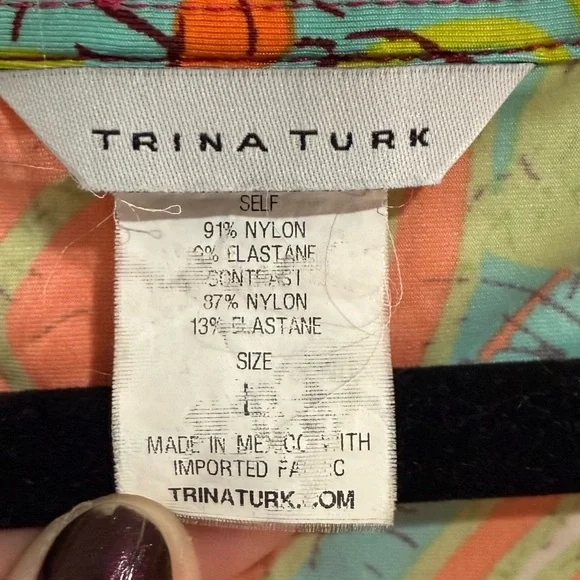 TRINA TURK
SELF
91% NYLON
9% ELASTANE
CONTRAST
87% NYLON
13% ELASTANE
SIZE
L
MADE IN MEXICO WITH
IMPORTED FABRIC
TRINATURK.COM